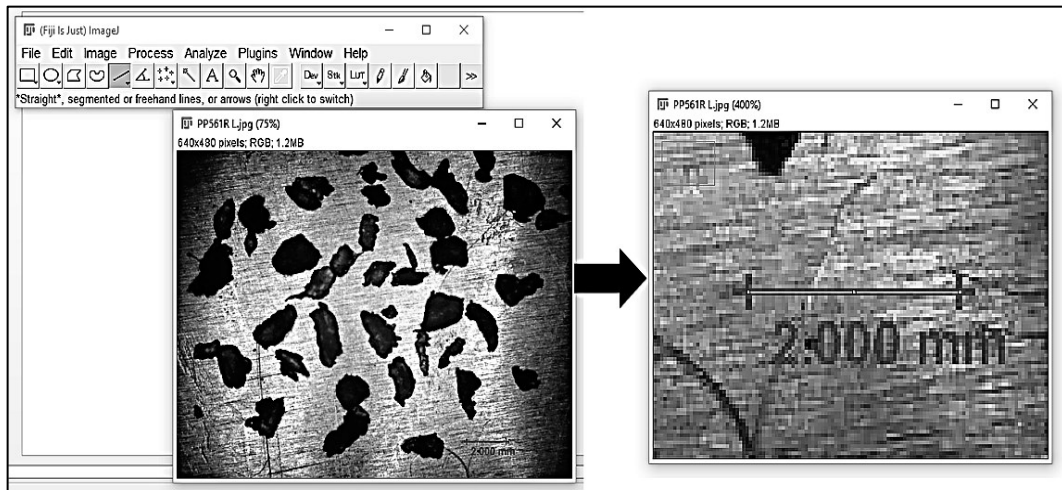 (Fiji Is Just) ImageJ
File Edit Image Process Analyze Plugins Window Help
A Dev Stk LUT >>
*Straight*, segmented or freehand lines, or arrows (right click to switch)
PP561R L.jpg (75%)
640x480 pixels; RGB; 1.2MB
2.000 mm
PP561R L.jpg (400%)
640x480 pixels; RGB; 1.2MB
2.000 mm